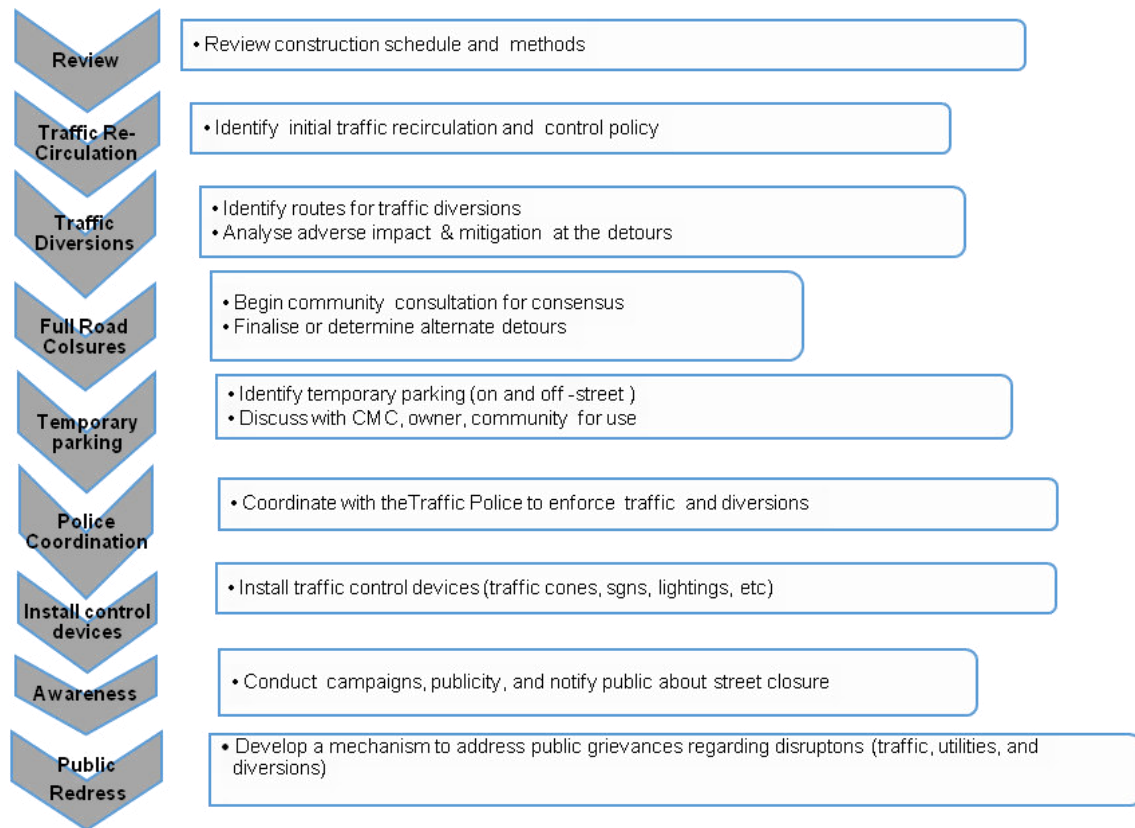 Review
• Review construction schedule and methods
Traffic Re-
Circulation
• Identify initial traffic recirculation and control policy
Traffic
Diversions
• Identify routes for traffic diversions
• Analyse adverse impact & mitigation at the detours
Full Road
Colsures
• Begin community consultation for consensus
• Finalise or determine alternate detours
Temporary
parking
• Identify temporary parking (on and off -street )
• Discuss with CMC, owner, community for use
Police
Coordination
• Coordinate with theTraffic Police to enforce traffic and diversions
Install control
devices
• Install traffic control devices (traffic cones, sgns, lightings, etc)
Awareness
• Conduct campaigns, publicity, and notify public about street closure
Public
Redress
• Develop a mechanism to address public grievances regarding disruptons (traffic, utilities, and
diversions)